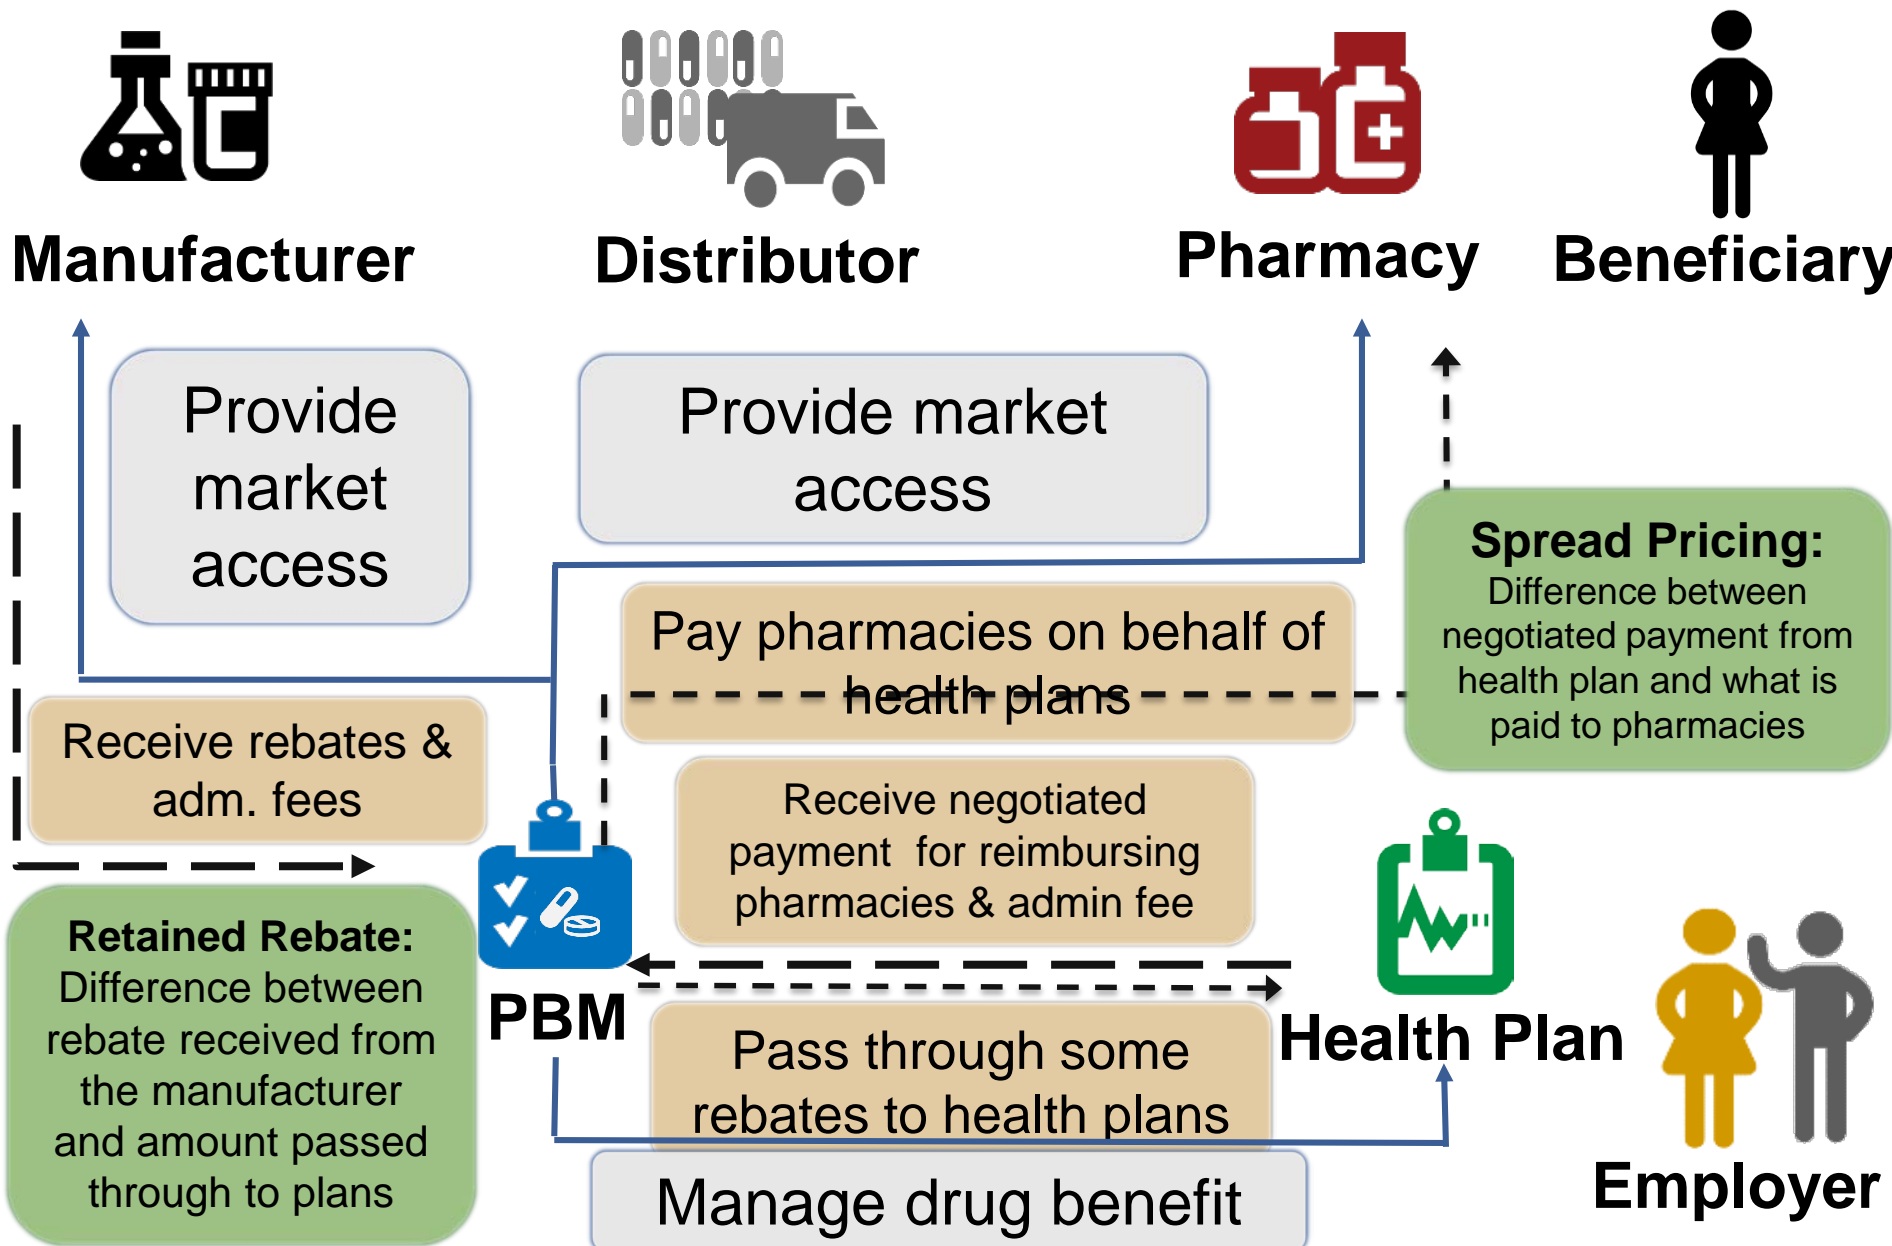 Manufacturer
Distributor
Pharmacy
Beneficiary
Provide
market
access
Provide market
access
Spread Pricing:
Difference between
negotiated payment from
health plan and what is
paid to pharmacies
Pay pharmacies on behalf of
health plans
Receive rebates &
adm. fees
Receive negotiated
payment  for reimbursing
pharmacies & admin fee
Retained Rebate:
Difference between
rebate received from
the manufacturer
and amount passed
through to plans
PBM
Health Plan
Pass through some
rebates to health plans
Manage drug benefit
Employer